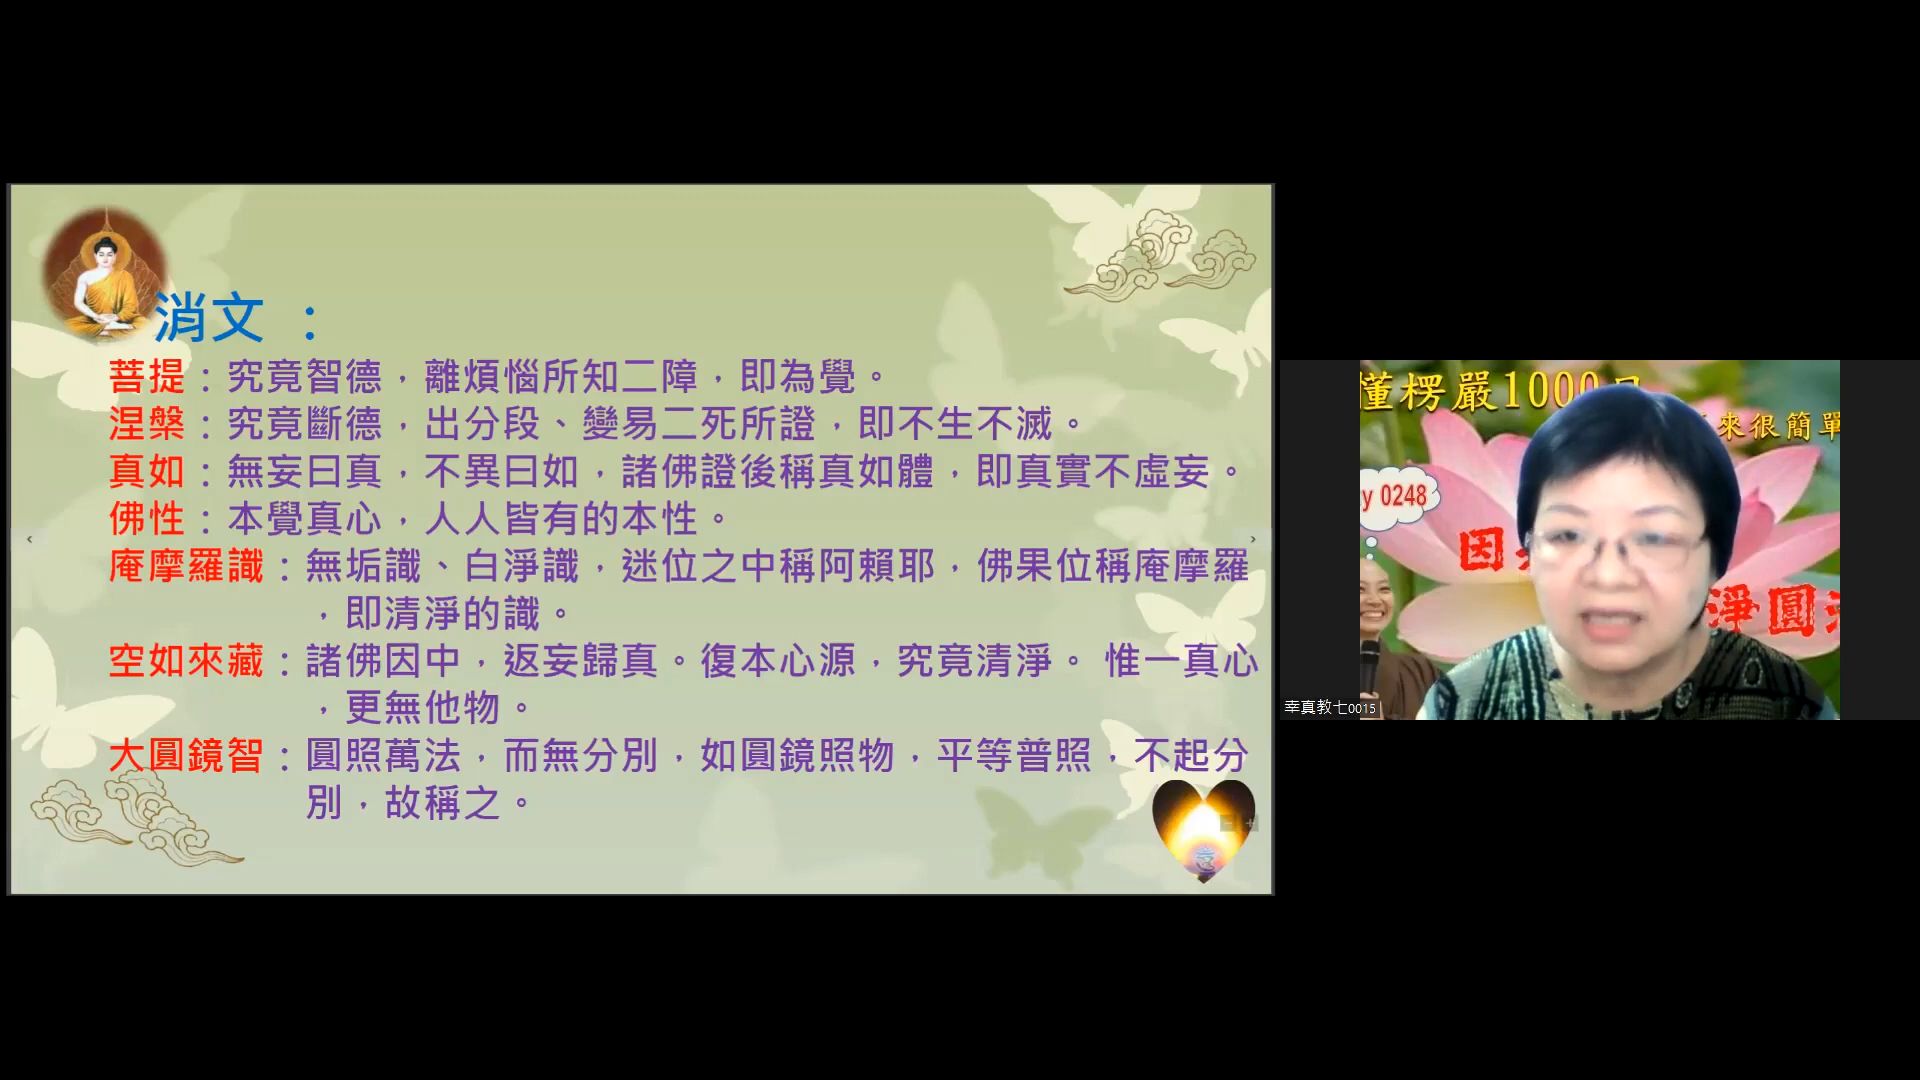 消文 ：
菩提：究竟智德，離煩惱所知二障，即為覺。
涅槃：究竟斷德，出分段、變易二死所證，即不生不滅。
真如：無妄曰真，不異曰如，諸佛證後稱真如體，即真實不虛妄。
佛性：本覺真心，人人皆有的本性。
庵摩羅識：無垢識、白淨識，迷位之中稱阿賴耶，佛果位稱庵摩羅
，即清淨的識。
空如來藏：諸佛因中，返妄歸真。復本心源，究竟清淨。 惟一真心
，更無他物。
大圓鏡智：圓照萬法，而無分別，如圓鏡照物，平等普照，不起分
別，故稱之。
懂楞嚴1000
來很簡單
y 0248
因
淨圓
幸真教七0015